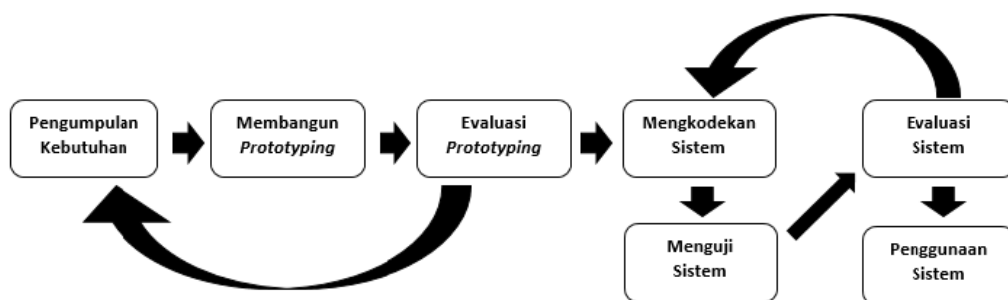 Pengumpulan
Kebutuhan
Membangun
Prototyping
Evaluasi
Prototyping
Mengkodekan
Sistem
Menguji
Sistem
Evaluasi
Sistem
Penggunaan
Sistem